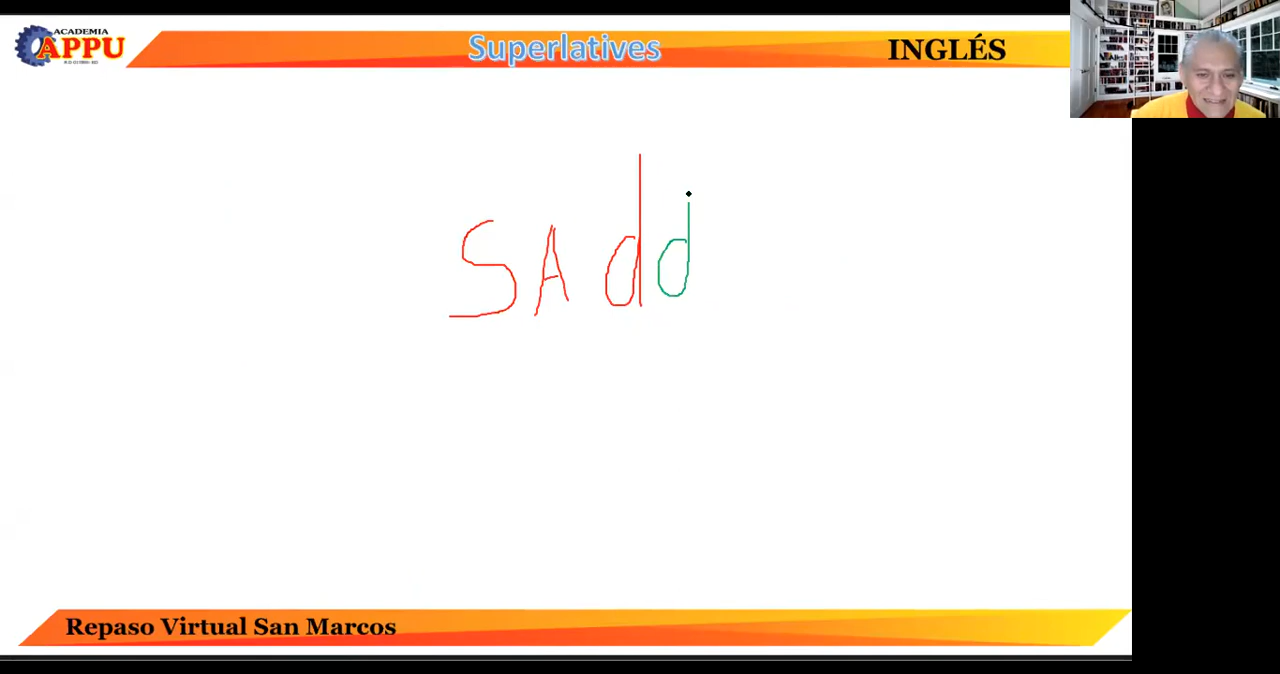 ACADEMIA
APPU
Superlatives
INGLÉS
SAdd
Repaso Virtual San Marcos